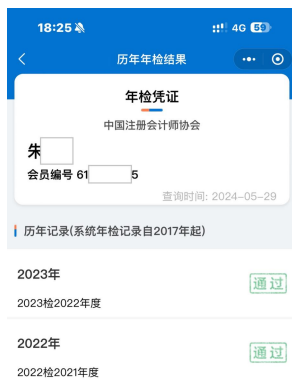 18:25 4G 59
历年年检结果
年检凭证
中国注册会计师协会
朱
会员编号 61 5
查询时间: 2024-05-29
历年记录(系统年检记录自2017年起)
2023年
通过
2023检2022年度
2022年
通过
2022检2021年度